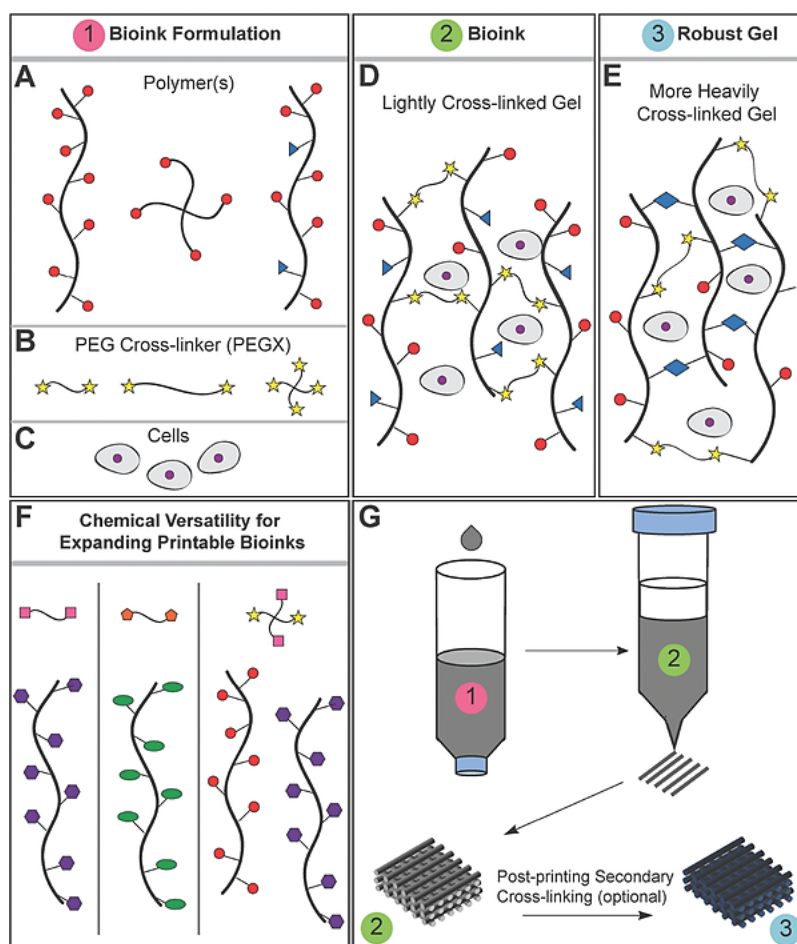 1 Bioink Formulation
2 Bioink
3 Robust Gel
A
Polymer(s)
B
PEG Cross-linker (PEGX)
C
Cells
D
Lightly Cross-linked Gel
E
More Heavily
Cross-linked Gel
F
Chemical Versatility for
Expanding Printable Bioinks
G
1
2
2
Post-printing Secondary
Cross-linking (optional)
3